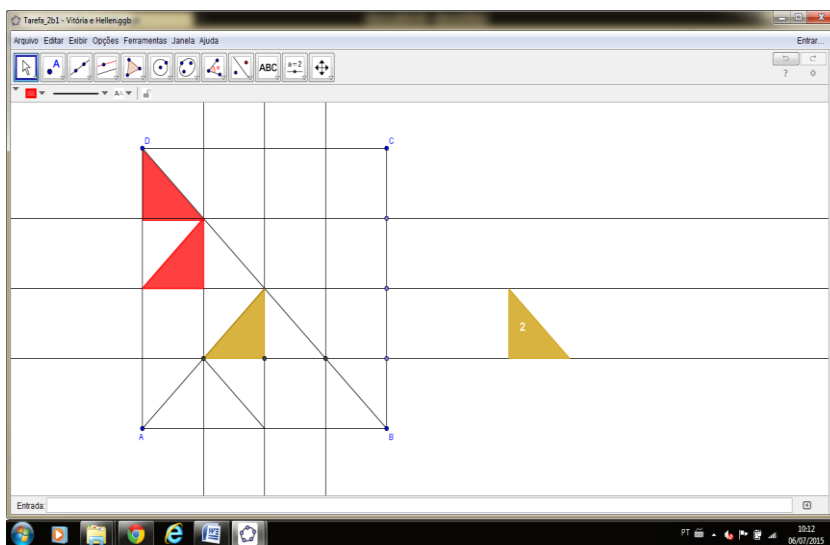 Tarefa_2b1 - Vitória e Hellen.ggb
Arquivo Editar Exibir Opções Ferramentas Janela Ajuda
Entrar...
A
ABC
a=2
?
D
C
2
A
B
Entrada:
PT
10:12
06/07/2015